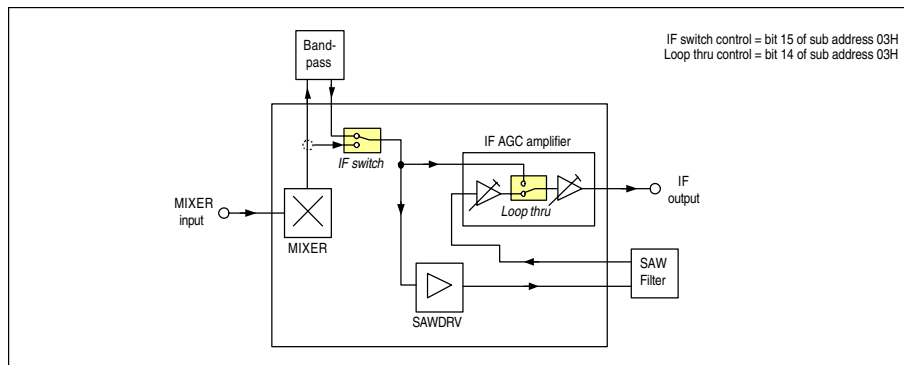 Band-
pass
IF switch control = bit 15 of sub address 03H
Loop thru control = bit 14 of sub address 03H
IF switch
IF AGC amplifier
Loop thru
IF
output
MIXER
input
MIXER
SAW
Filter
SAWDRV